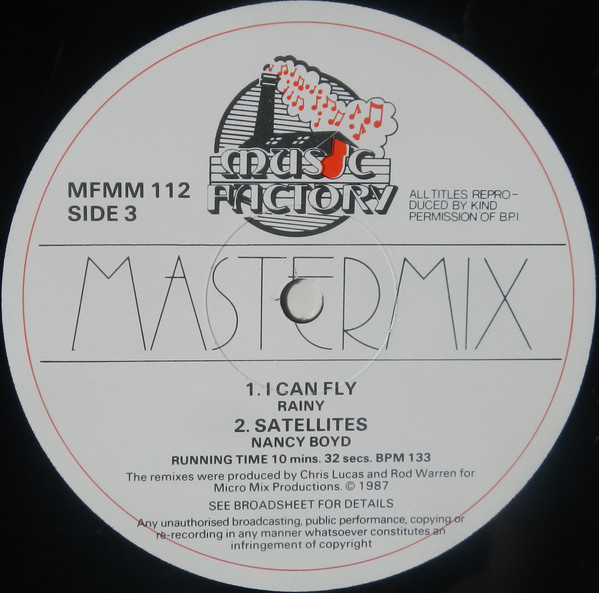 MUSIC
FACTORY
MFMM 112
SIDE 3
ALL TITLES REPRO-
DUCED BY KIND
PERMISSION OF B.P.I.
MASTERMIX
1. I CAN FLY
RAINY
2. SATELLITES
NANCY BOYD
RUNNING TIME 10 mins. 32 secs. BPM 133
The remixes were produced by Chris Lucas and Rod Warren for
Micro Mix Productions. © 1987
SEE BROADSHEET FOR DETAILS
Any unauthorised broadcasting, public performance, copying or
re-recording in any manner whatsoever constitutes an
infringement of copyright